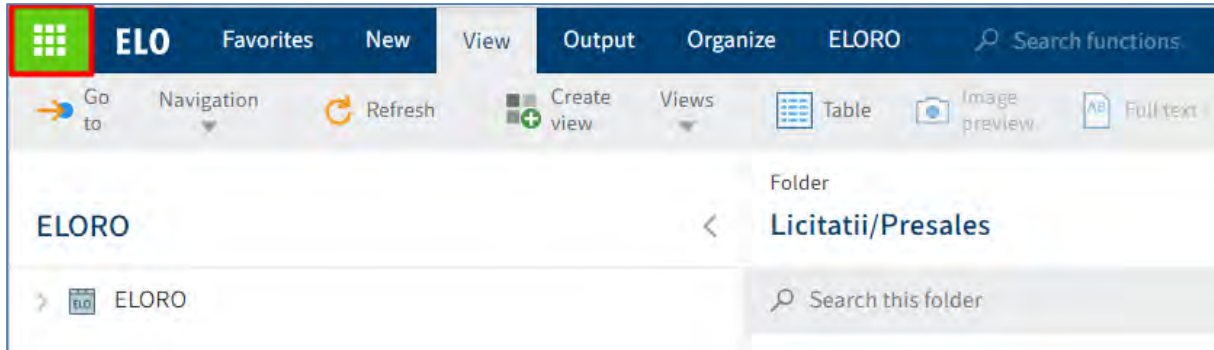 ELO Favorites New View Output Organize ELORO Search functions
Go to Navigation Refresh Create view Views Table Image preview Full text
ELORO
ELO ELORO
Folder
Licitatii/Presales
Search this folder